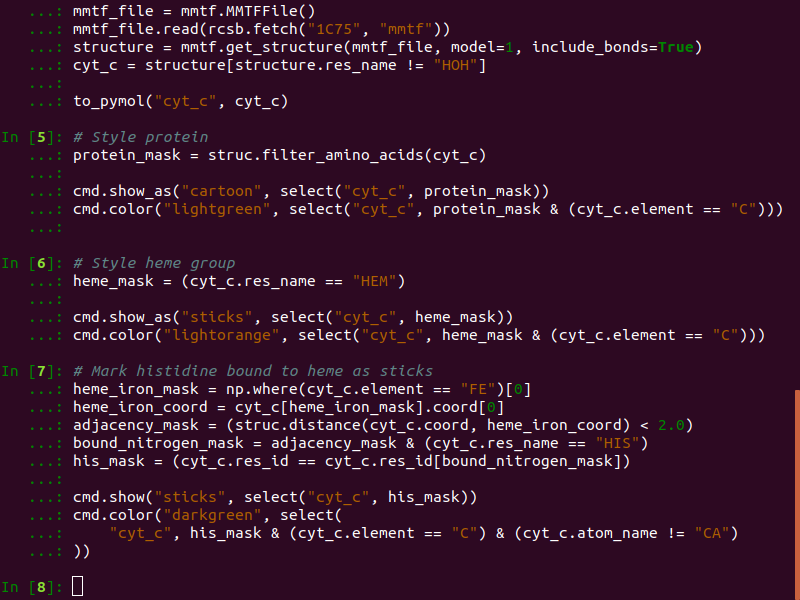 ...: mmtf_file = mmtf.MMTFFile()
...: mmtf_file.read(rcsb.fetch("1C75", "mmtf"))
...: structure = mmtf.get_structure(mmtf_file, model=1, include_bonds=True)
...: cyt_c = structure[structure.res_name != "HOH"]
...:
...: to_pymol("cyt_c", cyt_c)
In [5]: # Style protein
...: protein_mask = struc.filter_amino_acids(cyt_c)
...:
...: cmd.show_as("cartoon", select("cyt_c", protein_mask))
...: cmd.color("lightgreen", select("cyt_c", protein_mask & (cyt_c.element == "C")))
...:
In [6]: # Style heme group
...: heme_mask = (cyt_c.res_name == "HEM")
...:
...: cmd.show_as("sticks", select("cyt_c", heme_mask))
...: cmd.color("lightorange", select("cyt_c", heme_mask & (cyt_c.element == "C")))
In [7]: # Mark histidine bound to heme as sticks
...: heme_iron_mask = np.where(cyt_c.element == "FE")[0]
...: heme_iron_coord = cyt_c[heme_iron_mask].coord[0]
...: adjacency_mask = (struc.distance(cyt_c.coord, heme_iron_coord) < 2.0)
...: bound_nitrogen_mask = adjacency_mask & (cyt_c.res_name == "HIS")
...: his_mask = (cyt_c.res_id == cyt_c.res_id[bound_nitrogen_mask])
...:
...: cmd.show("sticks", select("cyt_c", his_mask))
...: cmd.color("darkgreen", select(
...:     "cyt_c", his_mask & (cyt_c.element == "C") & (cyt_c.atom_name != "CA")
...: ))
In [8]: